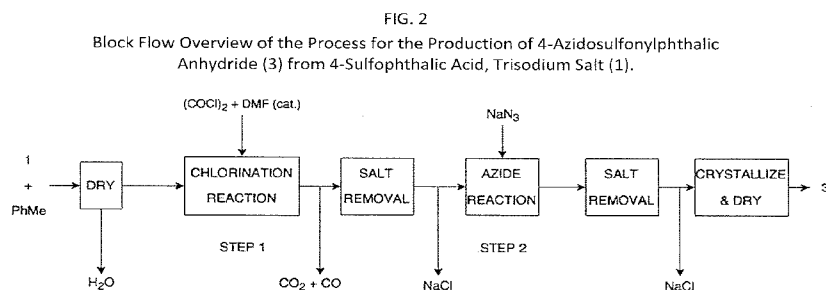 FIG. 2
Block Flow Overview of the Process for the Production of 4-Azidosulfonylphthalic
Anhydride (3) from 4-Sulfophthalic Acid, Trisodium Salt (1).
(COCl)₂ + DMF (cat.)
NaN₃
1
+
PhMe
DRY
CHLORINATION
REACTION
SALT
REMOVAL
AZIDE
REACTION
SALT
REMOVAL
CRYSTALLIZE
& DRY
3
STEP 1
STEP 2
H₂O
CO₂ + CO
NaCl
NaCl